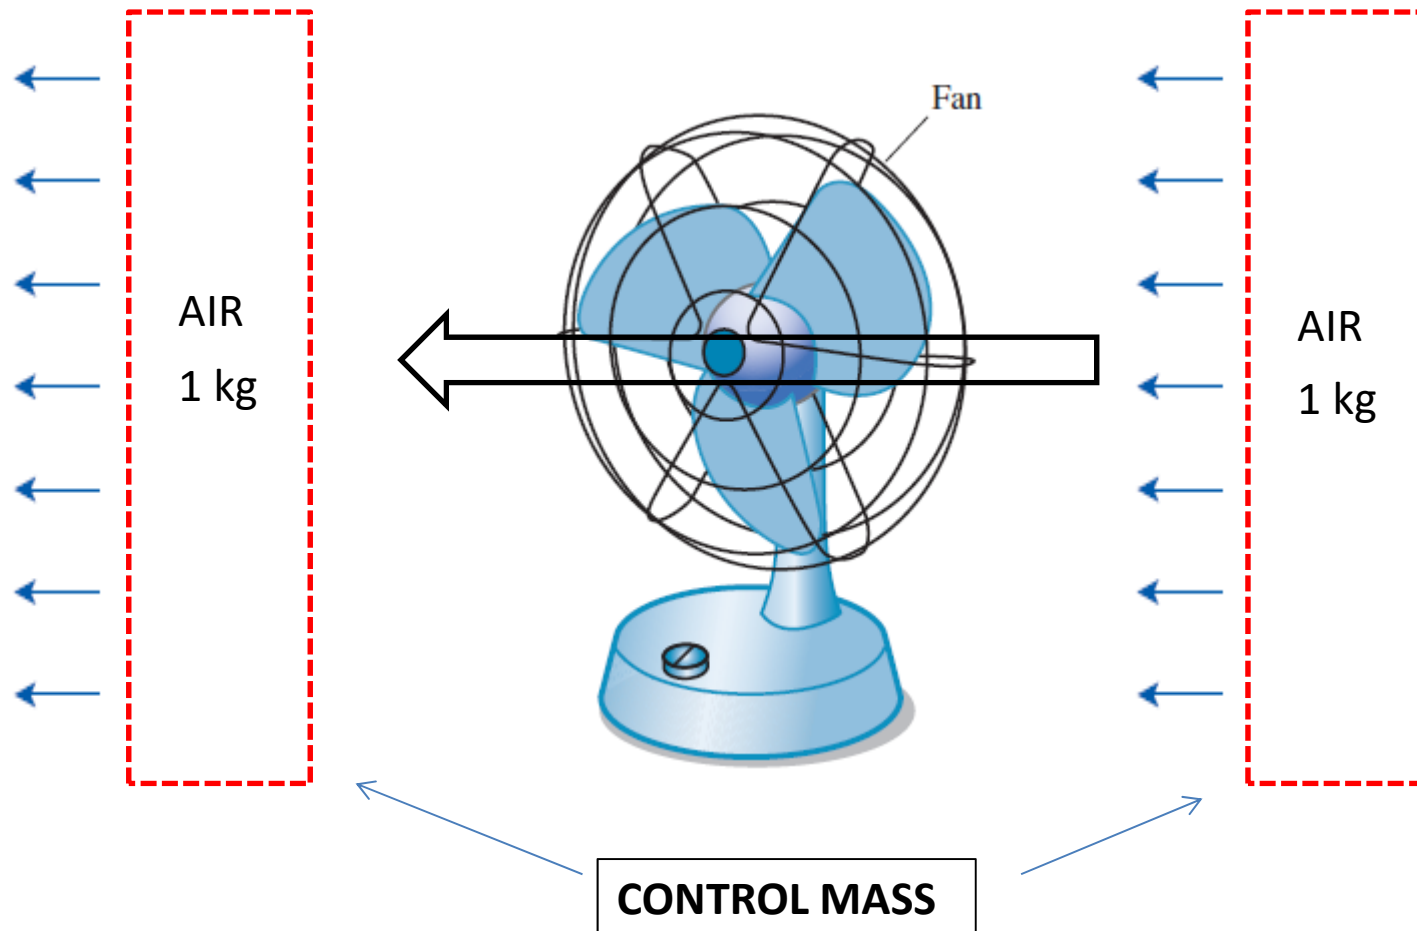 Fan
AIR
1 kg
AIR
1 kg
CONTROL MASS